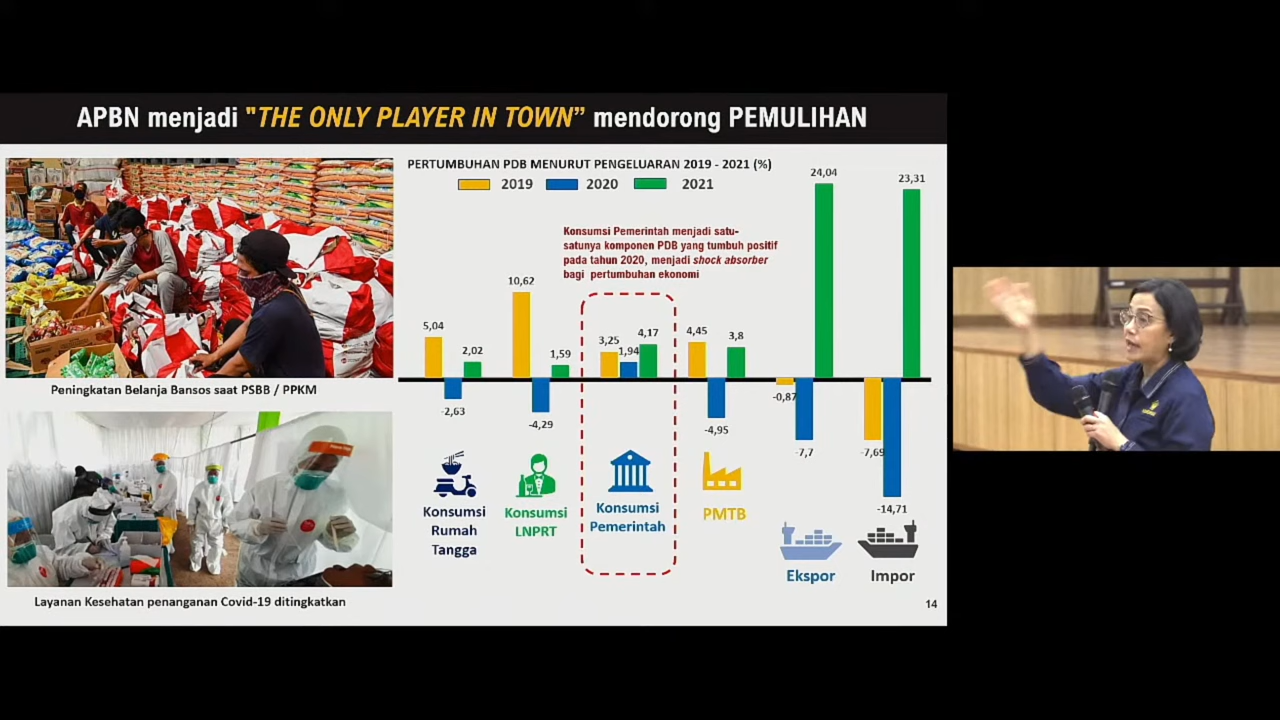 APBN menjadi "THE ONLY PLAYER IN TOWN” mendorong PEMULIHAN
Peningkatan Belanja Bansos saat PSBB / PPKM
Layanan Kesehatan penanganan Covid-19 ditingkatkan
PERTUMBUHAN PDB MENURUT PENGELUARAN 2019 - 2021 (%)
2019 2020 2021
Konsumsi Pemerintah menjadi satu-
satunya komponen PDB yang tumbuh positif
pada tahun 2020, menjadi shock absorber
bagi pertumbuhan ekonomi
5,04
-2,63
2,02
10,62
-4,29
1,59
3,25
1,94
4,17
4,45
-4,95
3,8
-0,87
-7,7
24,04
-7,69
-14,71
23,31
Konsumsi
Rumah
Tangga
Konsumsi
LNPRT
Konsumsi
Pemerintah
PMTB
Ekspor
Impor
14